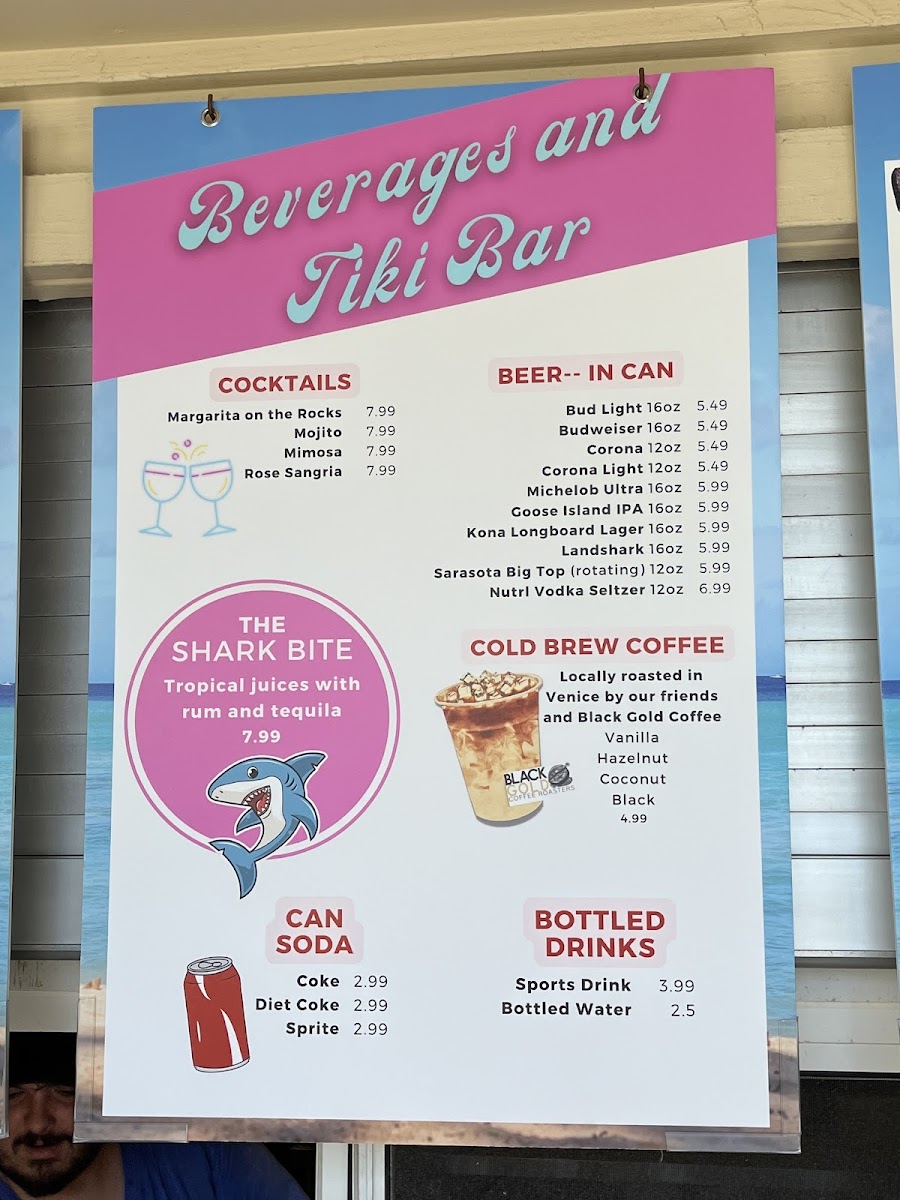 Beverages and
Tiki Bar
COCKTAILS
Margarita on the Rocks 7.99
Mojito 7.99
Mimosa 7.99
Rose Sangria 7.99
BEER-- IN CAN
Bud Light 16oz 5.49
Budweiser 16oz 5.49
Corona 12oz 5.49
Corona Light 12oz 5.49
Michelob Ultra 16oz 5.99
Goose Island IPA 16oz 5.99
Kona Longboard Lager 16oz 5.99
Landshark 16oz 5.99
Sarasota Big Top (rotating) 12oz 5.99
Nutrl Vodka Seltzer 12oz 6.99
THE
SHARK BITE
Tropical juices with
rum and tequila
7.99
COLD BREW COFFEE
Locally roasted in
Venice by our friends
and Black Gold Coffee
Vanilla
Hazelnut
Coconut
Black
4.99
BLACK
GOLD
COFFEE ROASTERS
CAN
SODA
Coke 2.99
Diet Coke 2.99
Sprite 2.99
BOTTLED
DRINKS
Sports Drink 3.99
Bottled Water 2.5